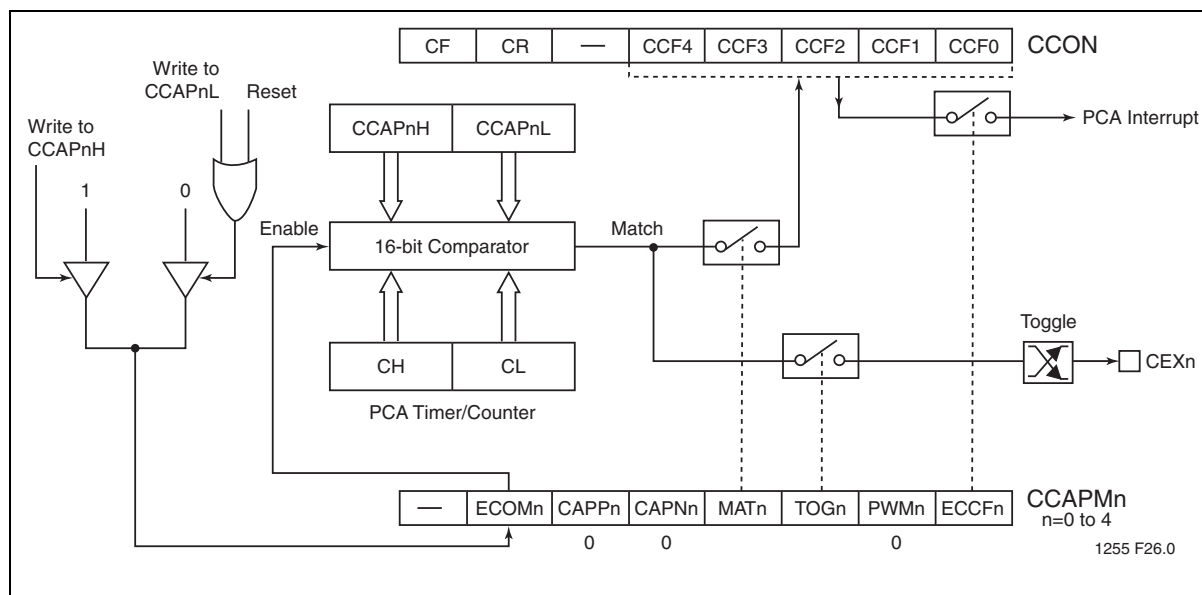 CF CR — CCF4 CCF3 CCF2 CCF1 CCF0 CCON
Write to
CCAPnL
Reset
Write to
CCAPnH
1 0
CCAPnH CCAPnL
PCA Interrupt
Enable
16-bit Comparator
Match
CH CL
PCA Timer/Counter
Toggle
CEXn
— ECOMn CAPPn CAPNn MATn TOGn PWMn ECCFn CCAPMn
n=0 to 4
0 0 0
1255 F26.0